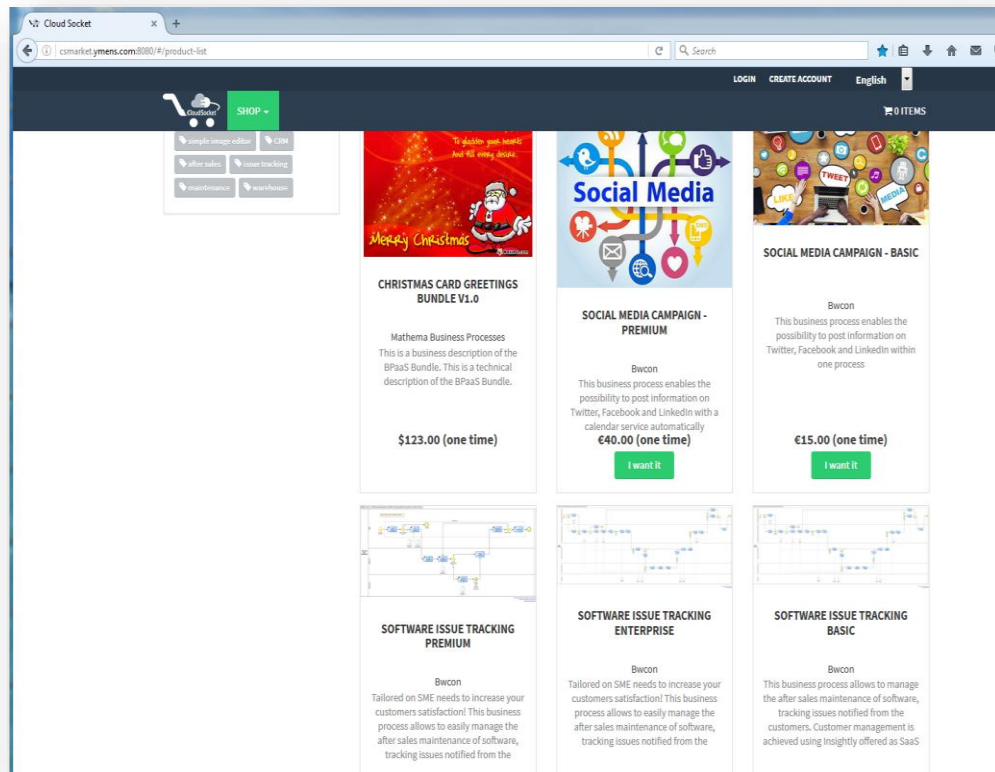 Cloud Socket
csmarket.ymens.com:8080/#/product-list
Search
LOGIN CREATE ACCOUNT English
CloudSocket
SHOP
0 ITEMS
simple image editor CRM
after sales issue tracking
maintenance warehouse
To gladden your hearts
And fill every desire.
Merry Christmas
CHRISTMAS CARD GREETINGS
BUNDLE V1.0
Mathema Business Processes
This is a business description of the
BPaaS Bundle. This is a technical
description of the BPaaS Bundle.
$123.00 (one time)
Social Media
SOCIAL MEDIA CAMPAIGN -
PREMIUM
Bwcon
This business process enables the
possibility to post information on
Twitter, Facebook and LinkedIn with a
calendar service automatically
€40.00 (one time)
I want it
LIKE
TWEET
MEDIA
SOCIAL MEDIA CAMPAIGN - BASIC
Bwcon
This business process enables the
possibility to post information on
Twitter, Facebook and LinkedIn within
one process
€15.00 (one time)
I want it
SOFTWARE ISSUE TRACKING
PREMIUM
Bwcon
Tailored on SME needs to increase your
customers satisfaction! This business
process allows to easily manage the
after sales maintenance of software,
tracking issues notified from the
SOFTWARE ISSUE TRACKING
ENTERPRISE
Bwcon
Tailored on SME needs to increase your
customers satisfaction! This business
process allows to easily manage the
after sales maintenance of software,
tracking issues notified from the
SOFTWARE ISSUE TRACKING
BASIC
Bwcon
This business process allows to manage
the after sales maintenance of software,
tracking issues notified from the
customers. Customer management is
achieved using Insightly offered as SaaS